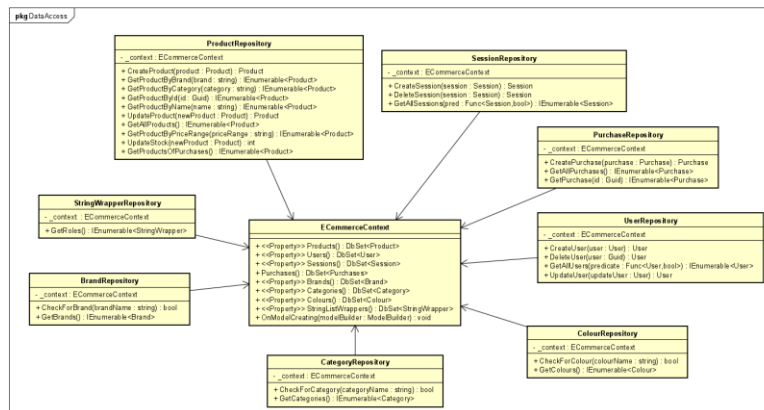 pkg DataAccess
ProductRepository
- _context : ECommerceContext
+ CreateProduct(product : Product) : Product
+ GetProductByBrand(brand : string) : IEnumerable<Product>
+ GetProductByCategory(category : string) : IEnumerable<Product>
+ GetProductById(id : Guid) : IEnumerable<Product>
+ GetProductByName(name : string) : IEnumerable<Product>
+ UpdateProduct(newProduct : Product) : Product
+ GetAllProducts() : IEnumerable<Product>
+ GetProductByPriceRange(priceRange : string) : IEnumerable<Product>
+ UpdateStock(newProduct : Product) : int
+ GetProductsOfPurchases() : IEnumerable<Product>
SessionRepository
- _context : ECommerceContext
+ CreateSession(session : Session) : Session
+ DeleteSession(session : Session) : Session
+ GetAllSessions(pred : Func<Session,bool>) : IEnumerable<Session>
PurchaseRepository
- _context : ECommerceContext
+ CreatePurchase(purchase : Purchase) : Purchase
+ GetAllPurchases() : IEnumerable<Purchase>
+ GetPurchase(id : Guid) : IEnumerable<Purchase>
StringWrapperRepository
- _context : ECommerceContext
+ GetRoles() : IEnumerable<StringWrapper>
ECommerceContext
+ <<Property>> Products() : DbSet<Product>
+ <<Property>> Users() : DbSet<User>
+ <<Property>> Sessions() : DbSet<Session>
+ Purchases() : DbSet<Purchases>
+ <<Property>> Brands() : DbSet<Brand>
+ <<Property>> Categories() : DbSet<Category>
+ <<Property>> Colours() : DbSet<Colour>
+ <<Property>> StringListWrappers() : DbSet<StringWrapper>
+ OnModelCreating(modelBuilder : ModelBuilder) : void
UserRepository
- _context : ECommerceContext
+ CreateUser(user : User) : User
+ DeleteUser(user : Guid) : User
+ GetAllUsers(predicate : Func<User,bool>) : IEnumerable<User>
+ UpdateUser(updateUser : User) : User
BrandRepository
- _context : ECommerceContext
+ CheckForBrand(brandName : string) : bool
+ GetBrands() : IEnumerable<Brand>
ColourRepository
- _context : ECommerceContext
+ CheckForColour(colourName : string) : bool
+ GetColours() : IEnumerable<Colour>
CategoryRepository
- _context : ECommerceContext
+ CheckForCategory(categoryName : string) : bool
+ GetCategories() : IEnumerable<Category>